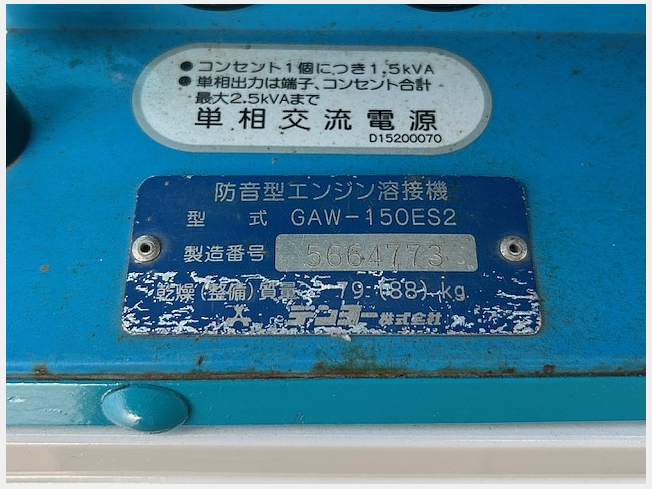 ● コンセント1個につき1.5kVA
● 単相出力は端子、コンセント合計
最大2.5kVAまで
単相交流電源
D15200070
防音型エンジン溶接機
型 式 GAW-150ES2
製造番号 5664773
乾燥(整備)質量 79 (88) kg
デンヨー株式会社